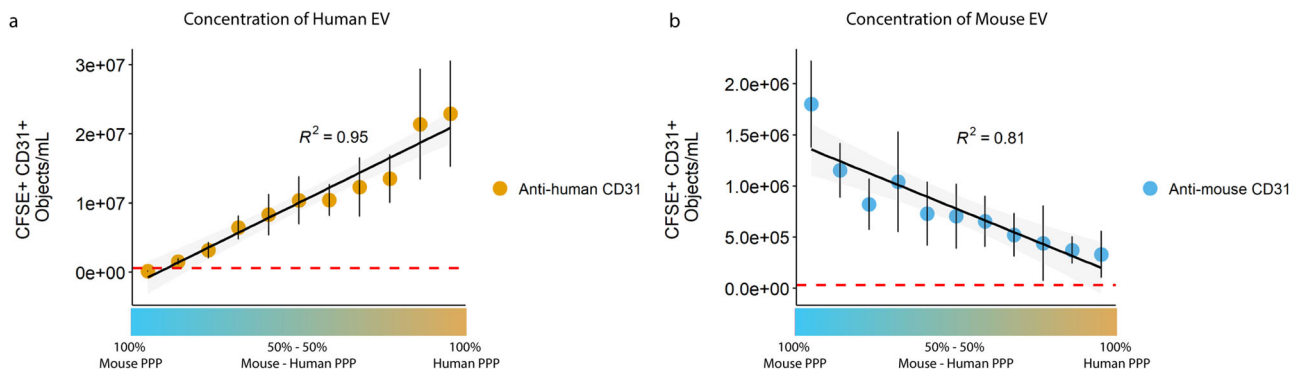 a
Concentration of Human EV
CFSE+ CD31+
Objects/mL
3e+07
2e+07
1e+07
0e+00
R² = 0.95
Anti-human CD31
100%
Mouse PPP
50% - 50%
Mouse - Human PPP
100%
Human PPP
b
Concentration of Mouse EV
CFSE+ CD31+
Objects/mL
2.0e+06
1.5e+06
1.0e+06
5.0e+05
0.0e+00
R² = 0.81
Anti-mouse CD31
100%
Mouse PPP
50% - 50%
Mouse - Human PPP
100%
Human PPP